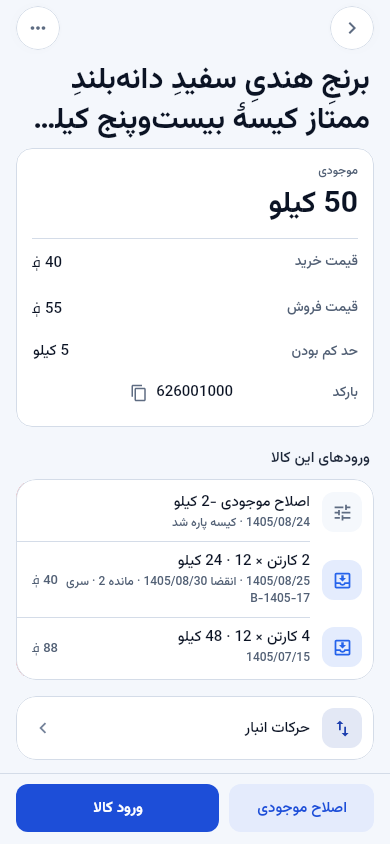 برنجِ هندیِ سفیدِ دانه‌بلندِ
ممتاز کیسهٔ بیست‌وپنج کیلـ...
موجودی
50 کیلو
قیمت خرید 40 ؋
قیمت فروش 55 ؋
حد کم بودن 5 کیلو
بارکد 626001000
ورودهای این کالا
اصلاح موجودی -2 کیلو
1405/08/24 · کیسه پاره شد
2 کارتن × 12 · 24 کیلو
1405/08/25 · انقضا 1405/08/30 · مانده 2 · سری B-1405-17 40 ؋
4 کارتن × 12 · 48 کیلو
1405/07/15 88 ؋
حرکات انبار
اصلاح موجودی
ورود کالا